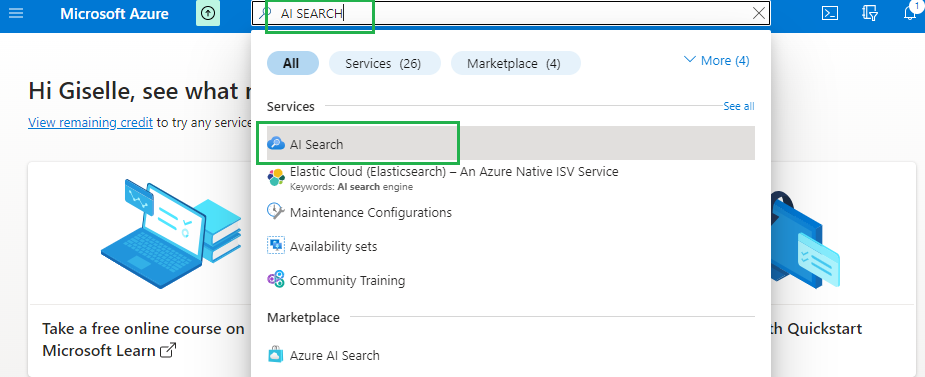 Microsoft Azure
AI SEARCH
1
All
Services (26)
Marketplace (4)
More (4)
Hi Giselle, see what
Services
See all
View remaining credit to try any service
AI Search
Elastic Cloud (Elasticsearch) – An Azure Native ISV Service
Keywords: AI search engine
Maintenance Configurations
Availability sets
Community Training
Marketplace
Take a free online course on
Microsoft Learn
th Quickstart
Azure AI Search